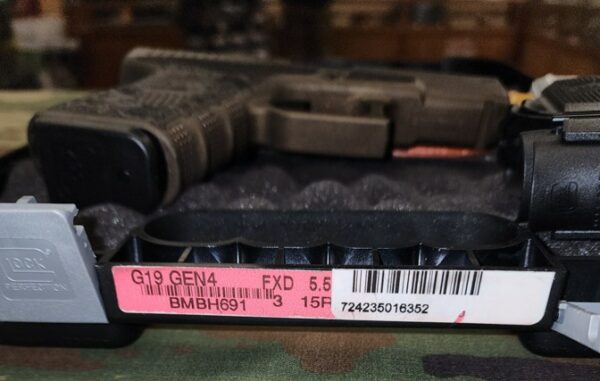 G19 GEN4 FXD 5.5
BMBH691 3 15R
724235016352
GLOCK
PERFECTION